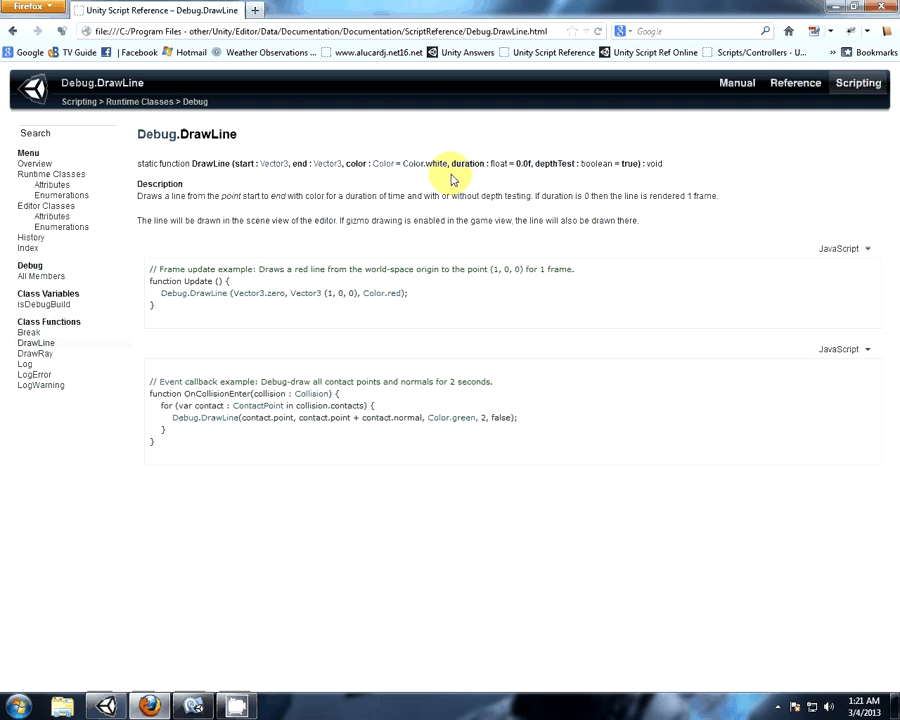 Firefox
Unity Script Reference – Debug.DrawLine
file:///C:/Program Files - other/Unity/Editor/Data/Documentation/Documentation/ScriptReference/Debug.DrawLine.html
Google
Google
TV Guide
| Facebook
Hotmail
Weather Observations ...
www.alucardj.net16.net
Unity Answers
Unity Script Reference
Unity Script Ref Online
Scripts/Controllers - U...
»
Bookmarks
Debug.DrawLine
Manual
Reference
Scripting
Scripting > Runtime Classes > Debug
Search
Menu
Overview
Runtime Classes
Attributes
Enumerations
Editor Classes
Attributes
Enumerations
History
Index
Debug
All Members
Class Variables
isDebugBuild
Class Functions
Break
DrawLine
DrawRay
Log
LogError
LogWarning
Debug.DrawLine
static function DrawLine (start : Vector3, end : Vector3, color : Color = Color.white, duration : float = 0.0f, depthTest : boolean = true) : void
Description
Draws a line from the point start to end with color for a duration of time and with or without depth testing. If duration is 0 then the line is rendered 1 frame.
The line will be drawn in the scene view of the editor. If gizmo drawing is enabled in the game view, the line will also be drawn there.
JavaScript
// Frame update example: Draws a red line from the world-space origin to the point (1, 0, 0) for 1 frame.
function Update () {
Debug.DrawLine (Vector3.zero, Vector3 (1, 0, 0), Color.red);
}
JavaScript
// Event callback example: Debug-draw all contact points and normals for 2 seconds.
function OnCollisionEnter(collision : Collision) {
for (var contact : ContactPoint in collision.contacts) {
Debug.DrawLine(contact.point, contact.point + contact.normal, Color.green, 2, false);
}
}
1:21 AM
3/4/2013